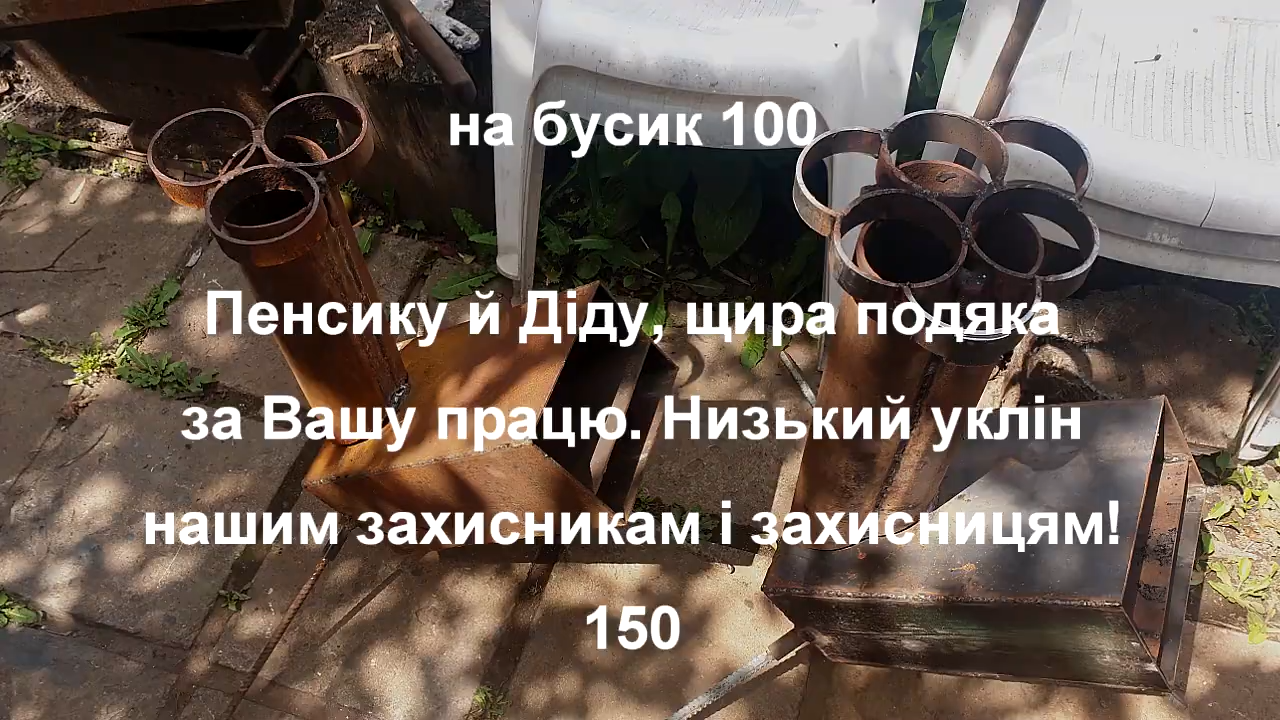 на бусик 100
Пенсику й Діду, щира подяка
за Вашу працю. Низький уклін
нашим захисникам і захисницям!
150